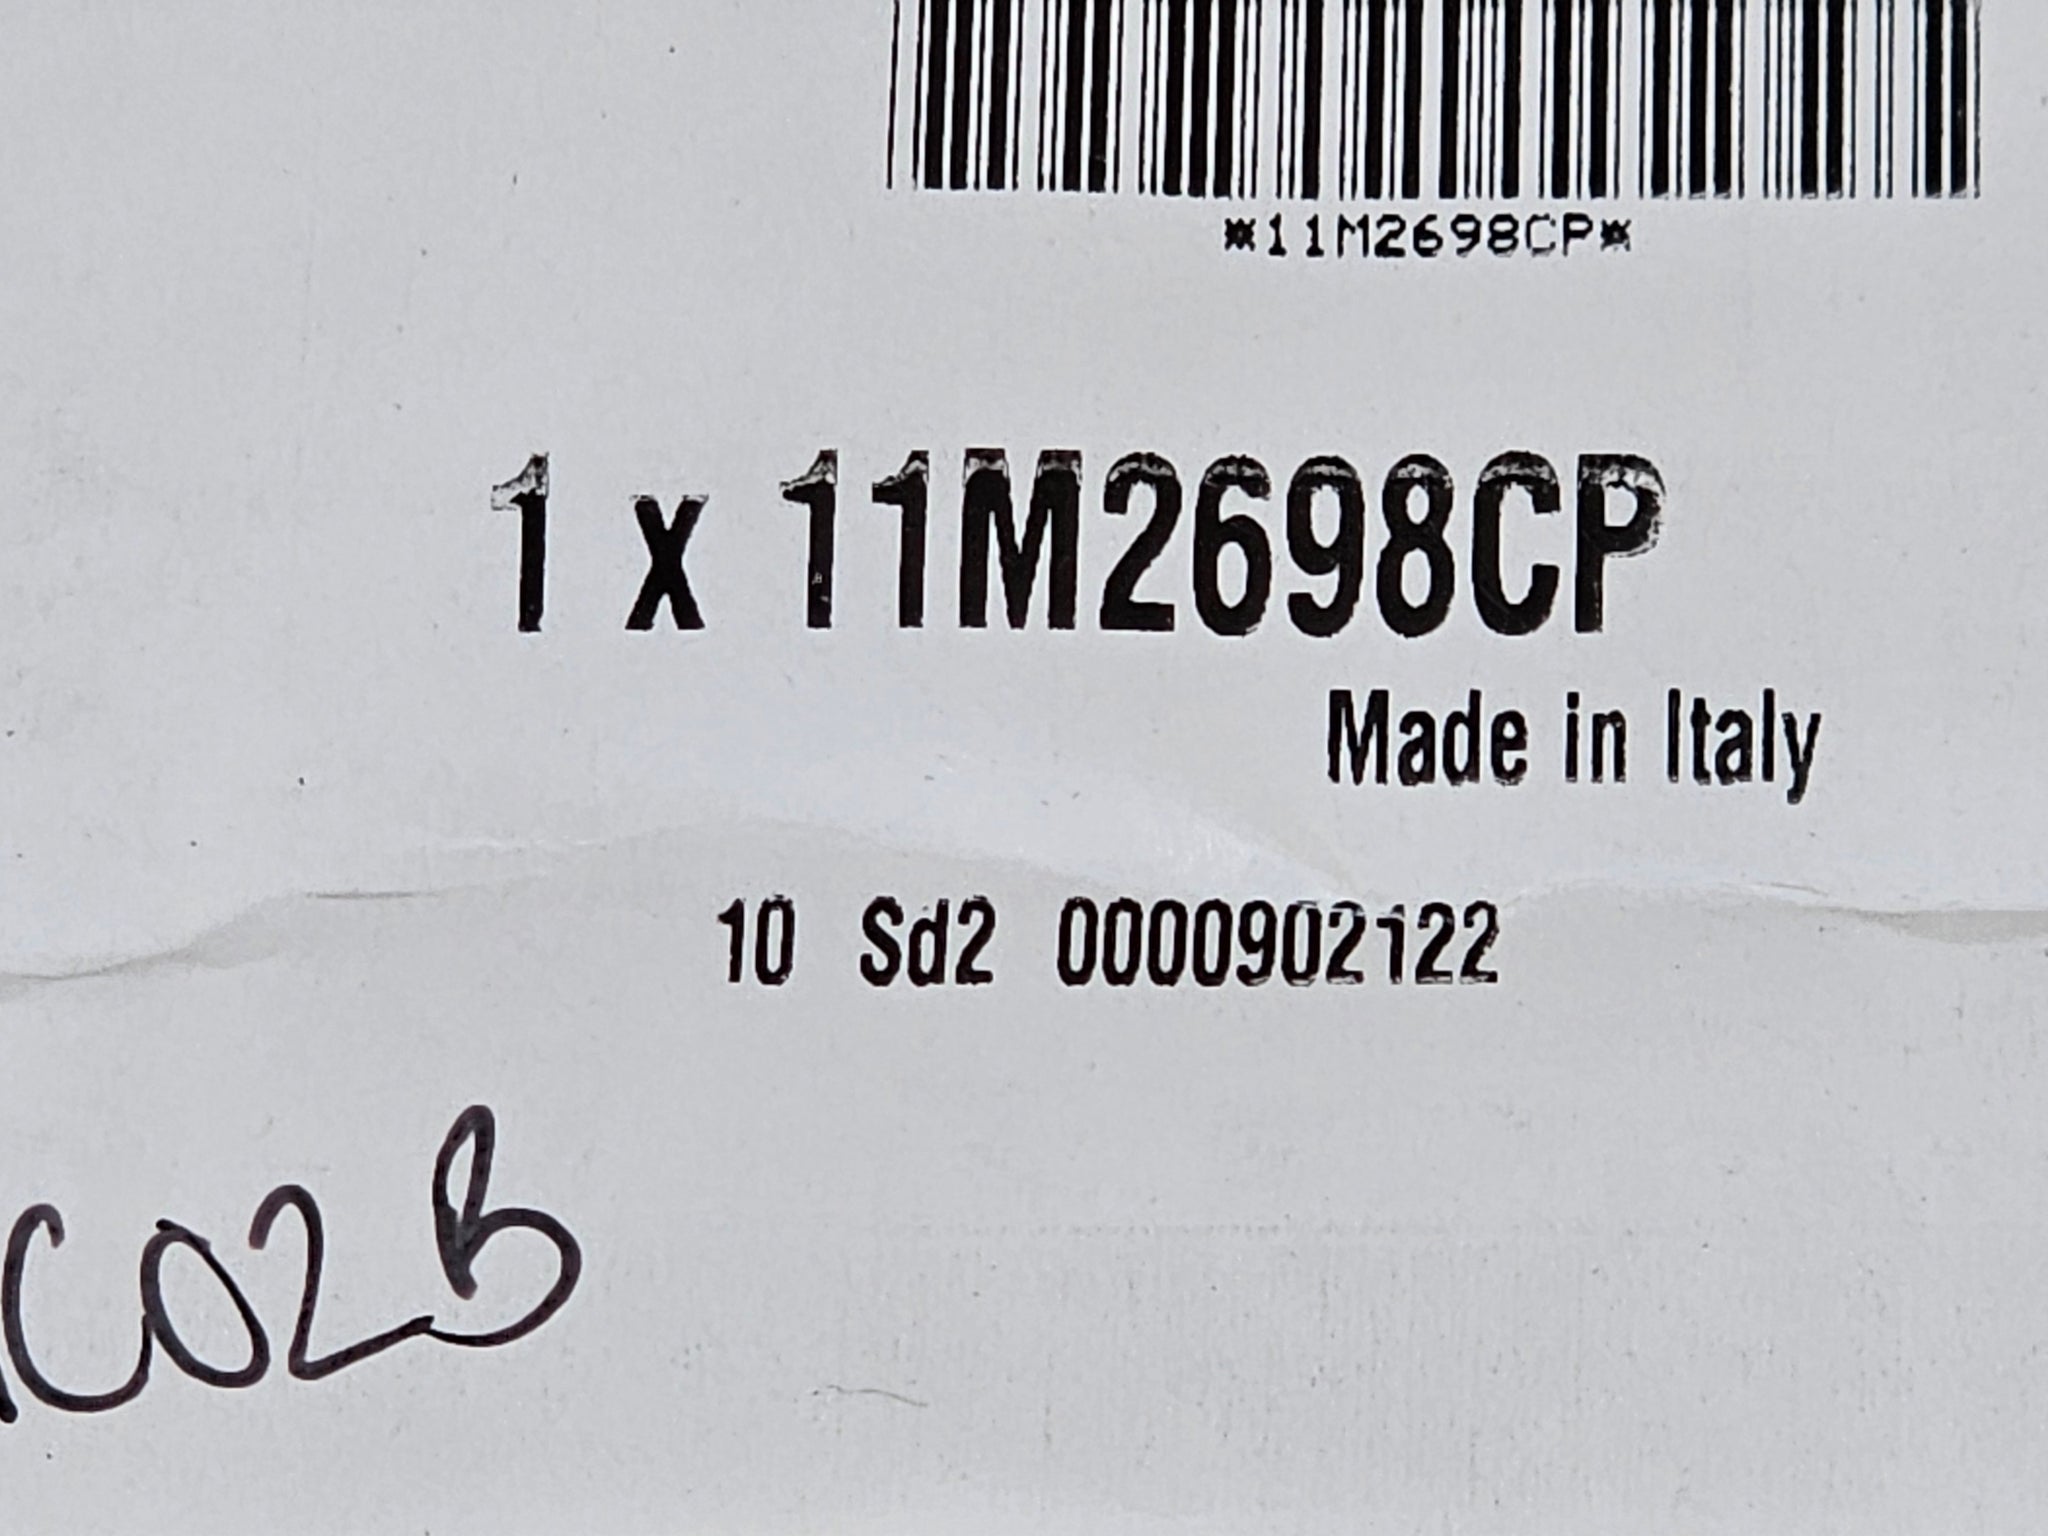 *11M2698CP*
1 x 11M2698CP
Made in Italy
10 Sd2 0000902122
C02B